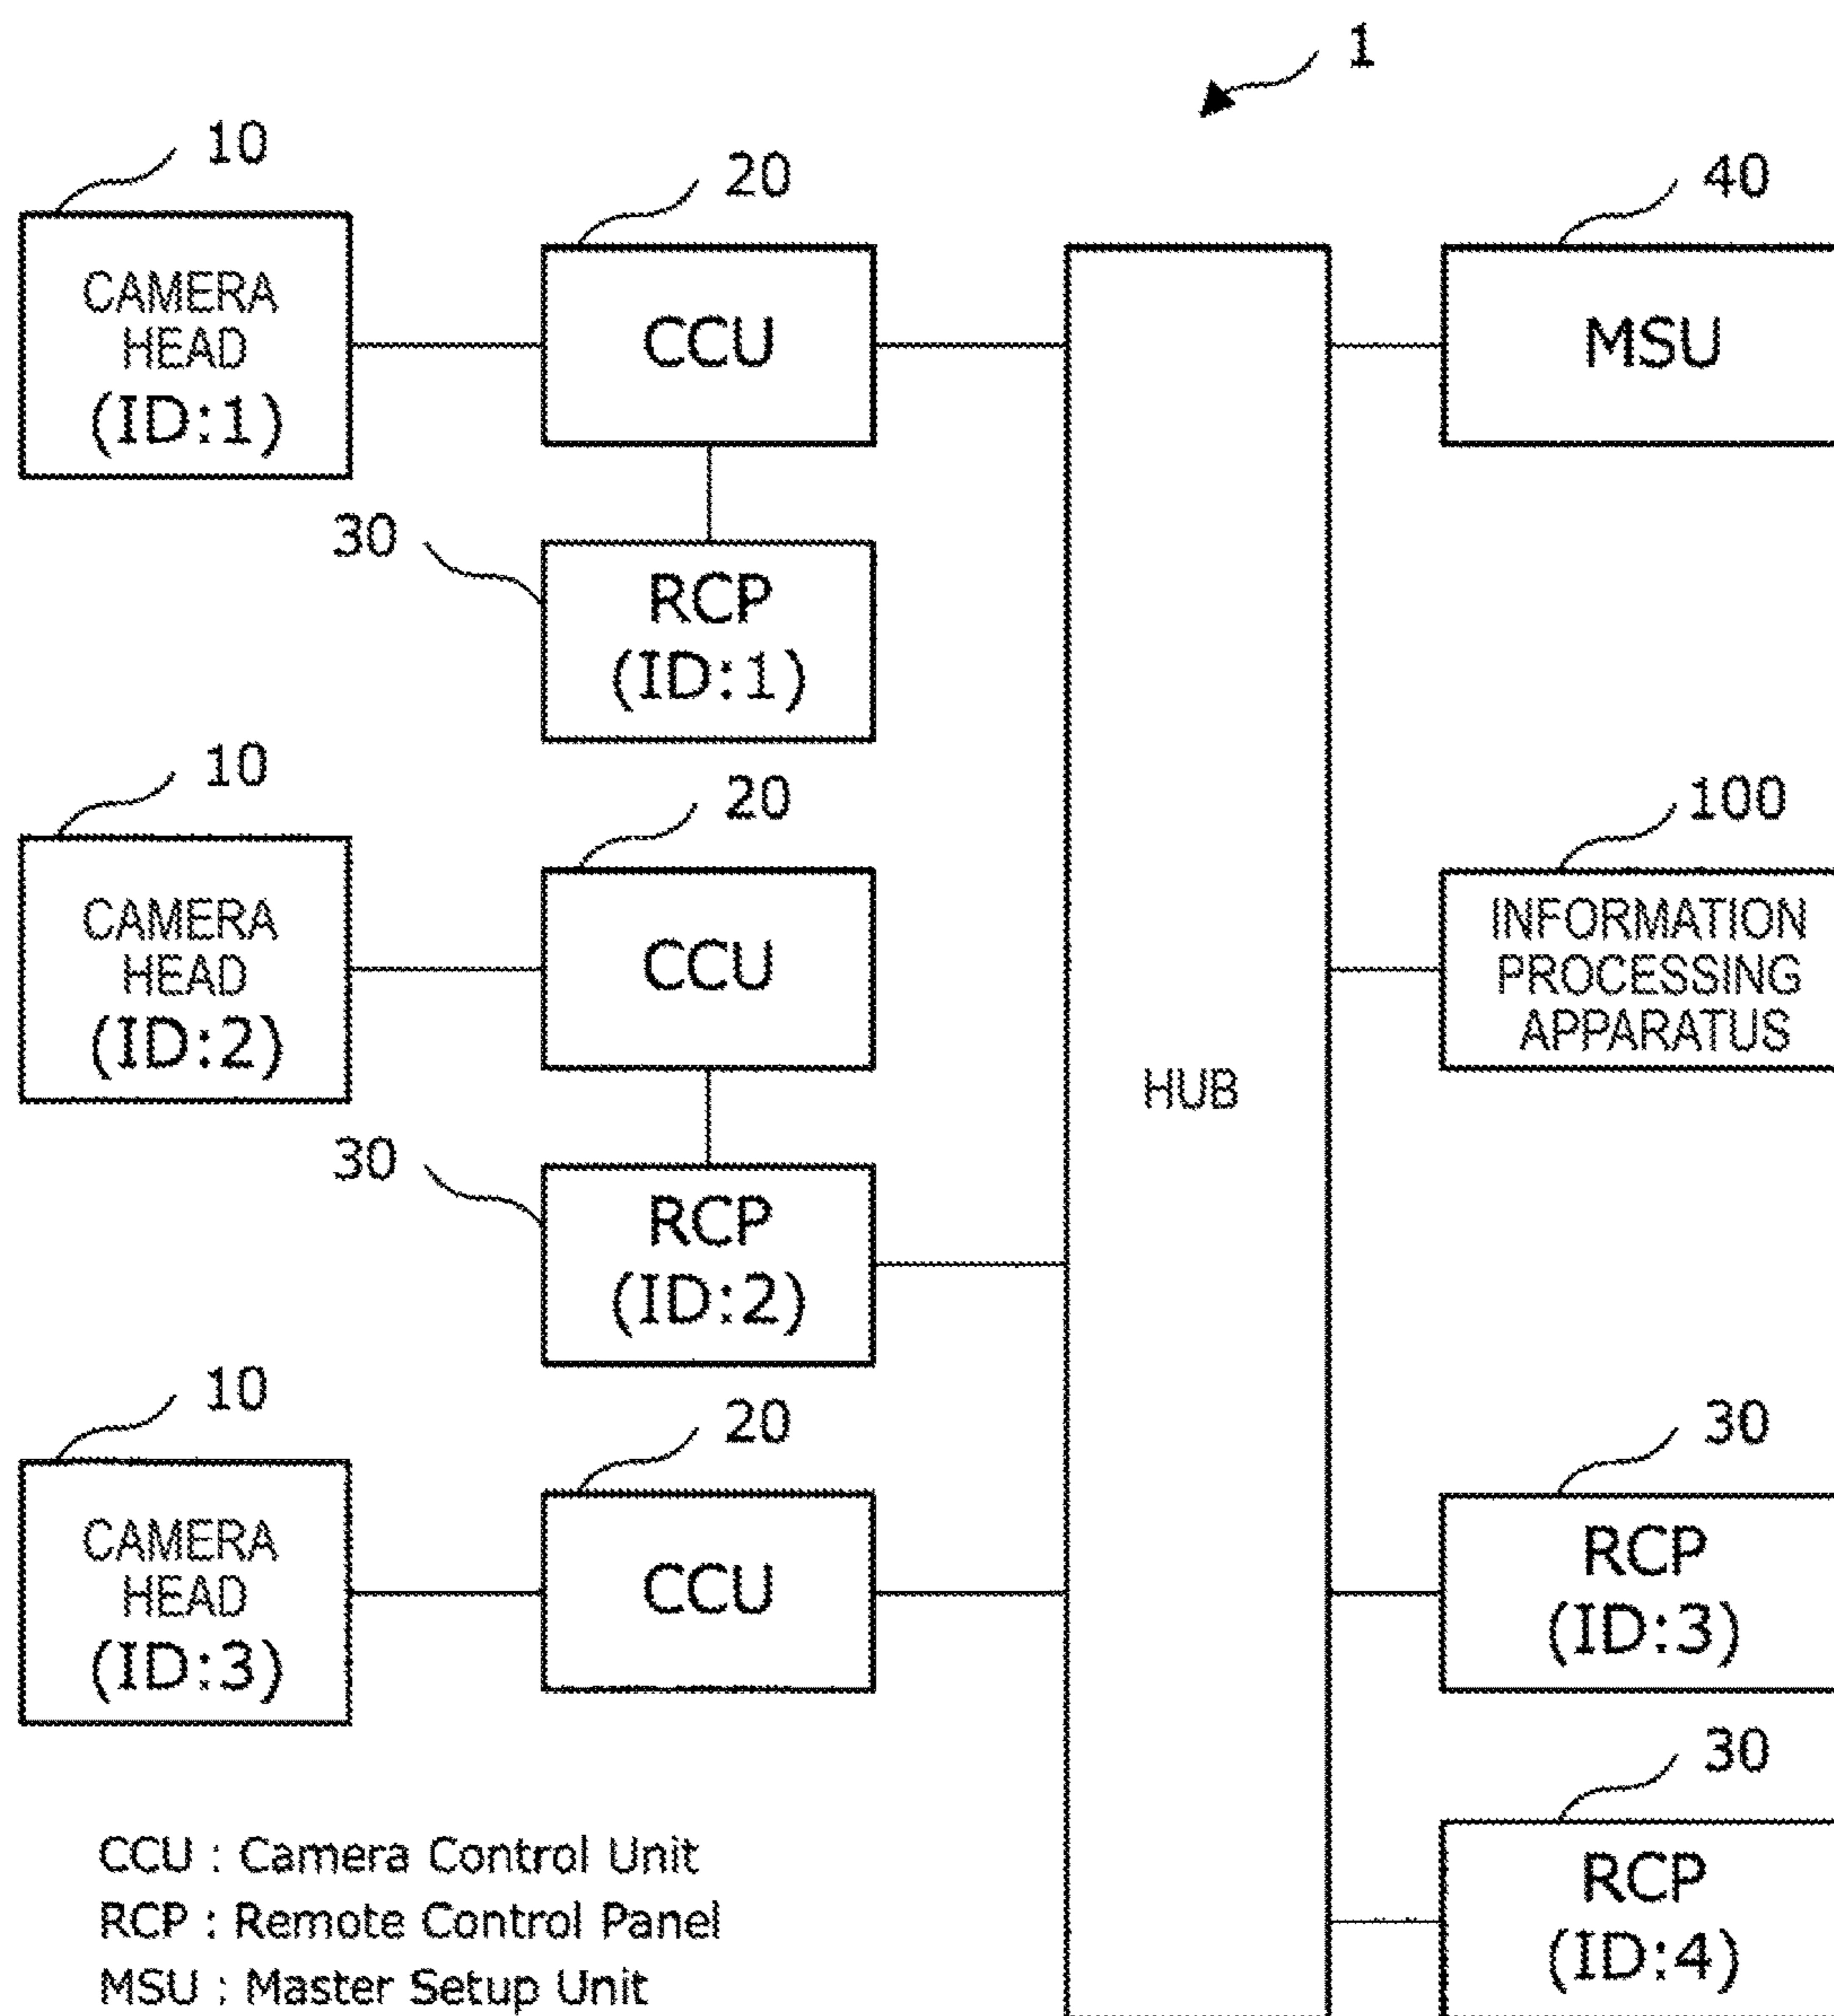 1
10
20
40
CAMERA
HEAD
(ID:1)
CCU
MSU
30
RCP
(ID:1)
10
20
100
CAMERA
HEAD
(ID:2)
CCU
INFORMATION
PROCESSING
APPARATUS
HUB
30
RCP
(ID:2)
10
20
30
CAMERA
HEAD
(ID:3)
CCU
RCP
(ID:3)
30
RCP
(ID:4)
CCU : Camera Control Unit
RCP : Remote Control Panel
MSU : Master Setup Unit